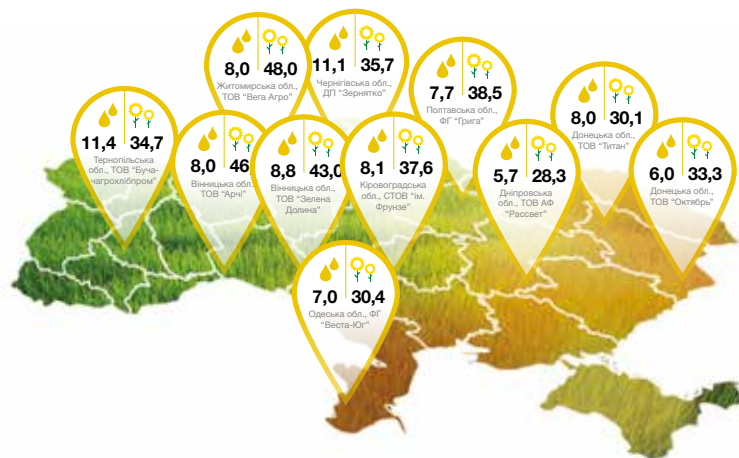 8,0 48,0
Житомирська обл.,
ТОВ "Вега Агро"
11,1 35,7
Чернігівська обл.,
ДП "Зернятко"
7,7 38,5
Полтавська обл.,
ФГ "Грига"
8,0 30,1
Донецька обл.,
ТОВ "Титан"
11,4 34,7
Тернопільська
обл., ТОВ "Буча-
чагрохлібпром"
8,0 46
Вінницька обл.
ТОВ "Арчі"
8,8 43,0
Вінницька обл.,
ТОВ "Зелена
Долина"
8,1 37,6
Кіровоградська
обл., СТОВ "ім.
Фрунзе"
5,7 28,3
Дніпровська
обл., ТОВ АФ
"Рассвет"
6,0 33,3
Донецька обл.,
ТОВ "Октябрь"
7,0 30,4
Одеська обл., ФГ
"Веста-Юг"